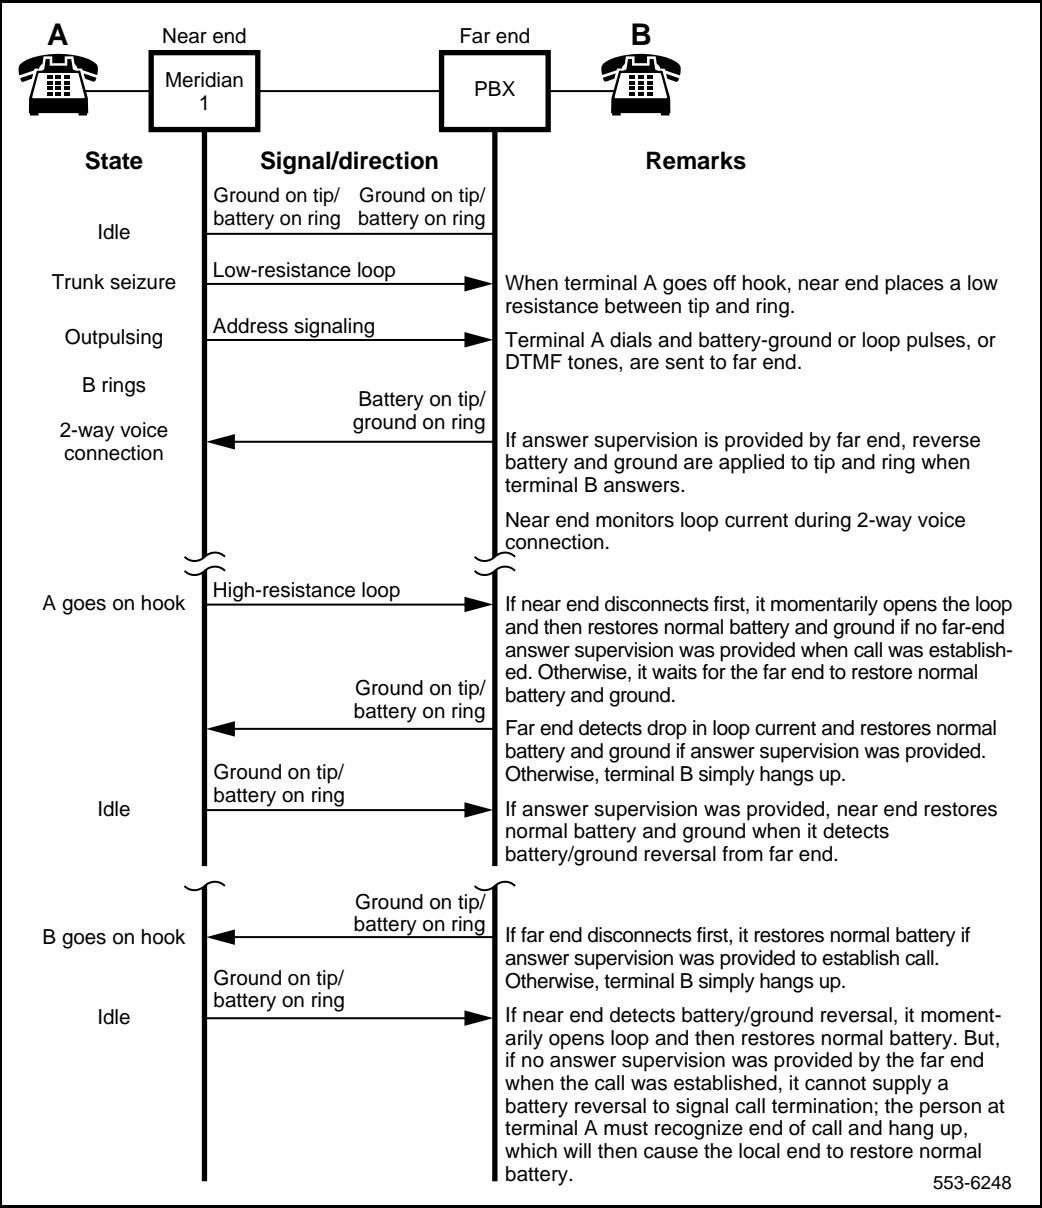 A
Near end
Far end
B
Meridian
1
PBX
State
Signal/direction
Remarks
Ground on tip/
battery on ring
Ground on tip/
battery on ring
Idle
Trunk seizure
Low-resistance loop
When terminal A goes off hook, near end places a low
resistance between tip and ring.
Outpulsing
Address signaling
Terminal A dials and battery-ground or loop pulses, or
DTMF tones, are sent to far end.
B rings
Battery on tip/
ground on ring
2-way voice
connection
If answer supervision is provided by far end, reverse
battery and ground are applied to tip and ring when
terminal B answers.
Near end monitors loop current during 2-way voice
connection.
A goes on hook
High-resistance loop
If near end disconnects first, it momentarily opens the loop
and then restores normal battery and ground if no far-end
answer supervision was provided when call was establish-
ed. Otherwise, it waits for the far end to restore normal
battery and ground.
Ground on tip/
battery on ring
Far end detects drop in loop current and restores normal
battery and ground if answer supervision was provided.
Otherwise, terminal B simply hangs up.
Ground on tip/
battery on ring
Idle
If answer supervision was provided, near end restores
normal battery and ground when it detects
battery/ground reversal from far end.
Ground on tip/
battery on ring
B goes on hook
If far end disconnects first, it restores normal battery if
answer supervision was provided to establish call.
Otherwise, terminal B simply hangs up.
Ground on tip/
battery on ring
Idle
If near end detects battery/ground reversal, it moment-
arily opens loop and then restores normal battery. But,
if no answer supervision was provided by the far end
when the call was established, it cannot supply a
battery reversal to signal call termination; the person at
terminal A must recognize end of call and hang up,
which will then cause the local end to restore normal
battery.
553-6248